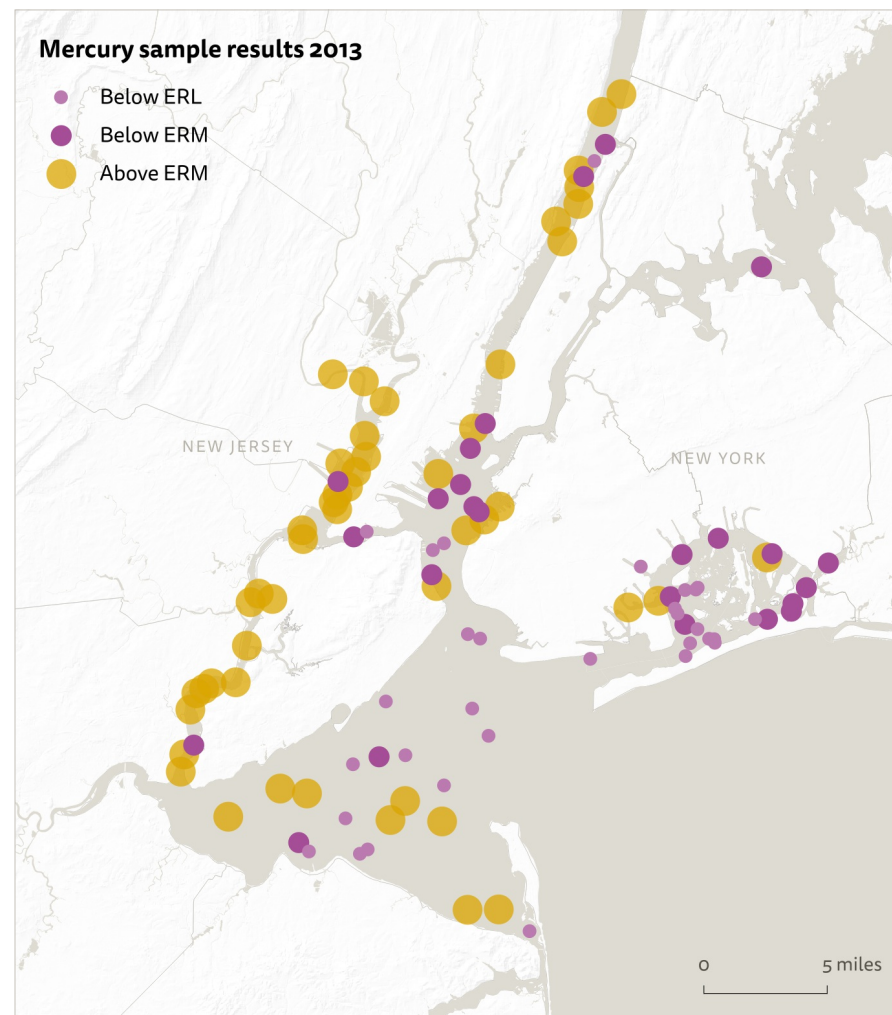 Mercury sample results 2013
Below ERL
Below ERM
Above ERM
NEW JERSEY
NEW YORK
0 5 miles